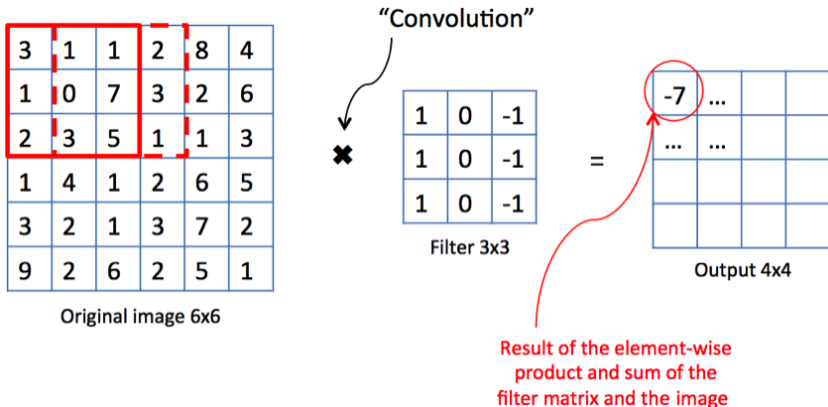 “Convolution”
3 1 1 2 8 4
1 0 7 3 2 6
2 3 5 1 1 3
1 4 1 2 6 5
3 2 1 3 7 2
9 2 6 2 5 1
Original image 6x6
✖
1 0 -1
1 0 -1
1 0 -1
Filter 3x3
=
-7 ...
... ...
Output 4x4
Result of the element-wise
product and sum of the
filter matrix and the image